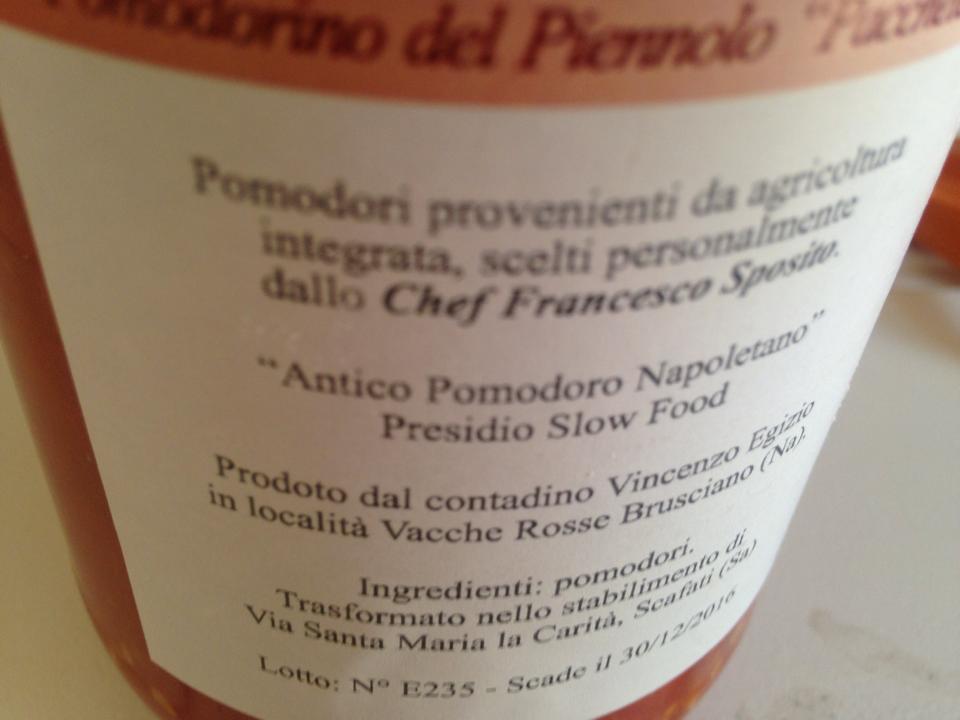 Pomodorino del Piennolo
Pomodori provenienti da agricoltura
integrata, scelti personalmente
dallo Chef Francesco Sposito.
“Antico Pomodoro Napoletano”
Presidio Slow Food
Prodoto dal contadino Vincenzo Egizio
in località Vacche Rosse Brusciano (Na).
Ingredienti: pomodori.
Trasformato nello stabilimento di
Via Santa Maria la Carità, Scafati (Sa)
Lotto: N° E235 - Scade il 30/12/2016